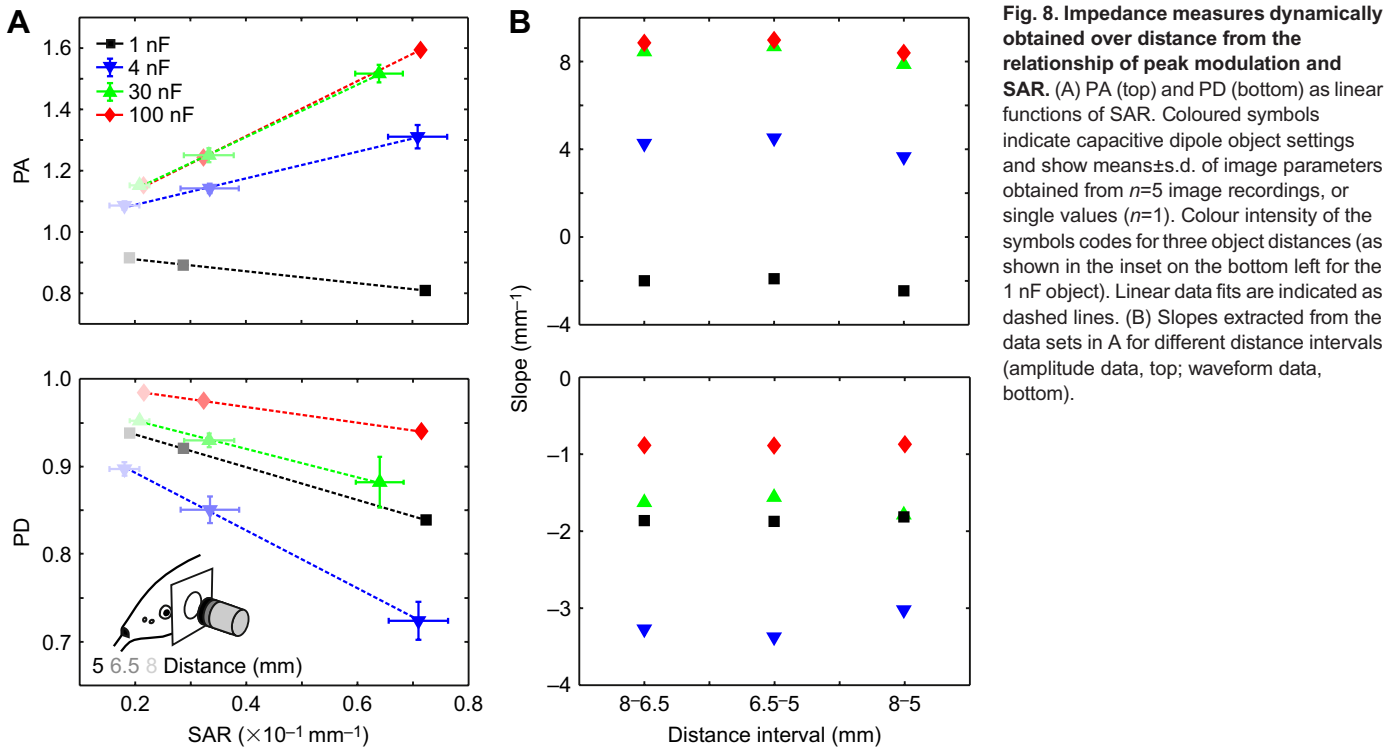 A
PA
1.6
1.5
1.4
1.3
1.2
1.1
1.0
0.9
0.8
1 nF
4 nF
30 nF
100 nF
PD
1.0
0.9
0.8
0.7
5 6.5 8 Distance (mm)
0.2 0.4 0.6 0.8
SAR (×10–1 mm–1)
B
Slope (mm–1)
8
4
0
–4
0
–1
–2
–3
–4
8–6.5 6.5–5 8–5
Distance interval (mm)
Fig. 8. Impedance measures dynamically
obtained over distance from the
relationship of peak modulation and
SAR. (A) PA (top) and PD (bottom) as linear
functions of SAR. Coloured symbols
indicate capacitive dipole object settings
and show means±s.d. of image parameters
obtained from n=5 image recordings, or
single values (n=1). Colour intensity of the
symbols codes for three object distances (as
shown in the inset on the bottom left for the
1 nF object). Linear data fits are indicated as
dashed lines. (B) Slopes extracted from the
data sets in A for different distance intervals
(amplitude data, top; waveform data,
bottom).